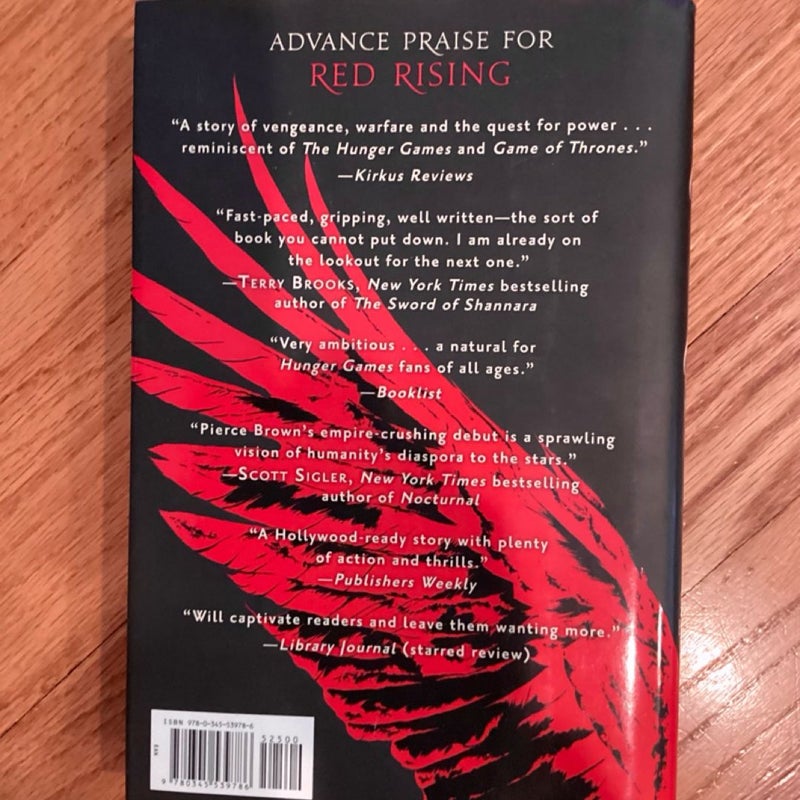 ADVANCE PRAISE FOR
RED RISING
“A story of vengeance, warfare and the quest for power . . .
reminiscent of The Hunger Games and Game of Thrones.”
—Kirkus Reviews
“Fast-paced, gripping, well written—the sort of
book you cannot put down. I am already on
the lookout for the next one.”
—TERRY BROOKS, New York Times bestselling
author of The Sword of Shannara
“Very ambitious . . . a natural for
Hunger Games fans of all ages.”
—Booklist
“Pierce Brown’s empire-crushing debut is a sprawling
vision of humanity’s diaspora to the stars.”
—SCOTT SIGLER, New York Times bestselling
author of Nocturnal
“A Hollywood-ready story with plenty
of action and thrills.”
—Publishers Weekly
“Will captivate readers and leave them wanting more.”
—Library Journal (starred review)
ISBN 978-0-345-53978-6
52500
EAN
9 780345 539786